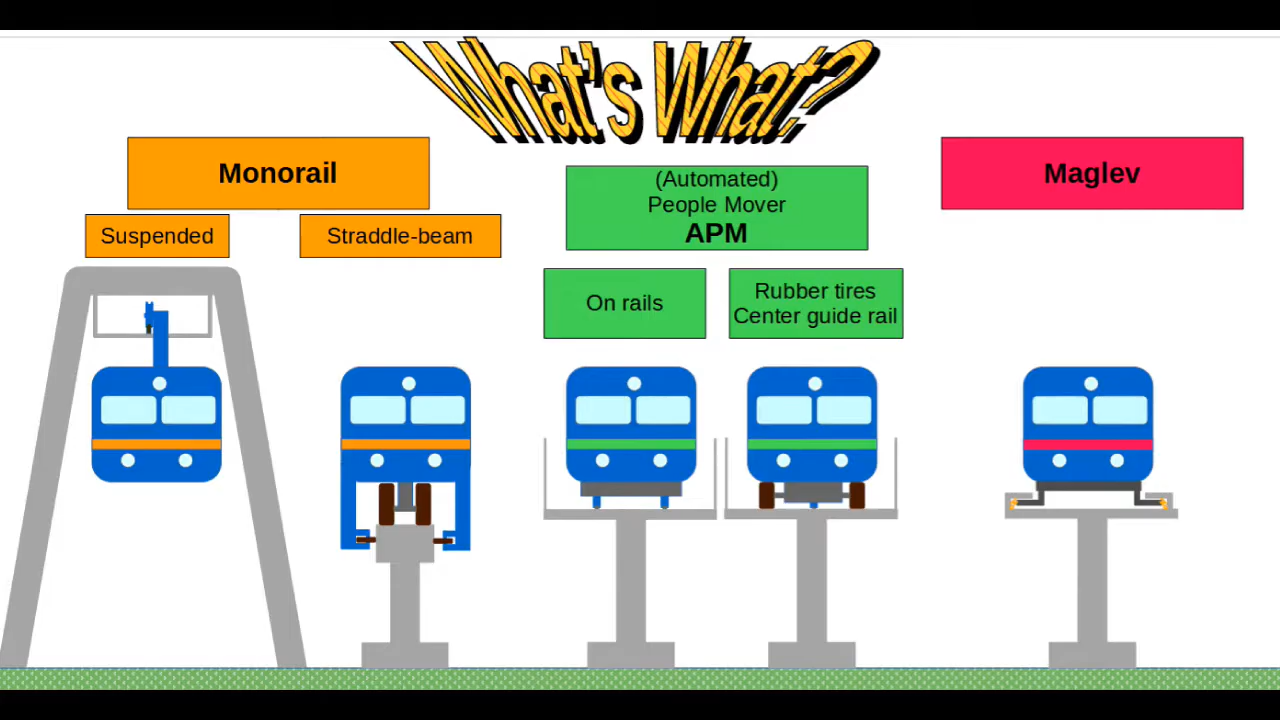 What's What?
Monorail
Suspended
Straddle-beam
(Automated)
People Mover
APM
On rails
Rubber tires
Center guide rail
Maglev